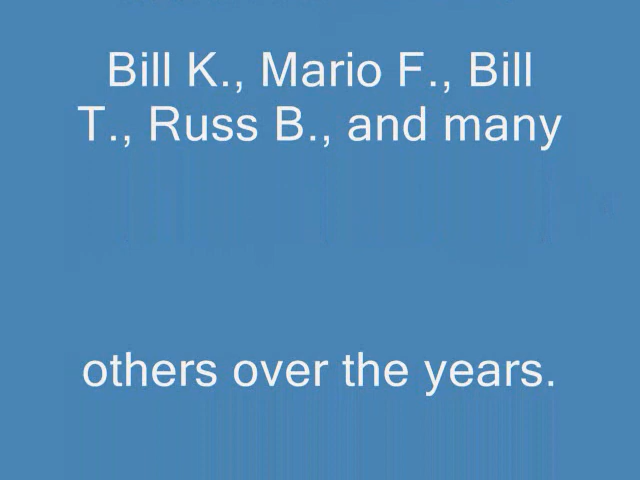 Bill K., Mario F., Bill
T., Russ B., and many
others over the years.